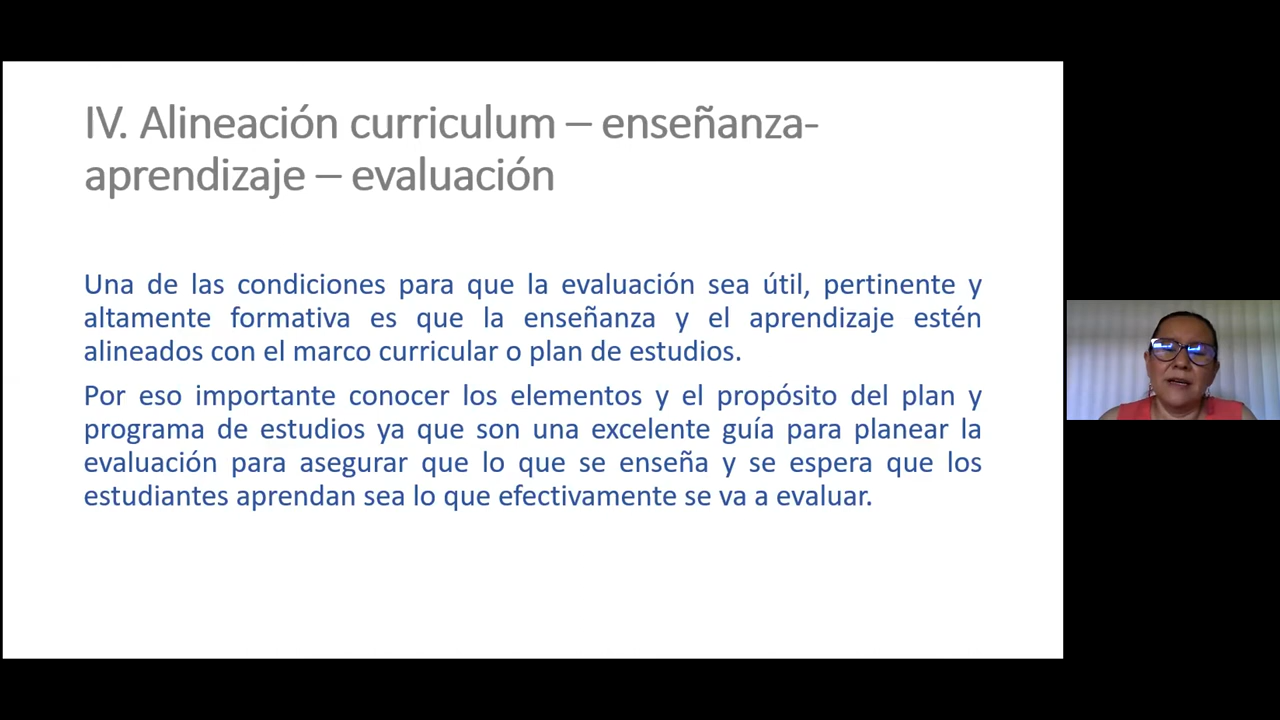 IV. Alineación curriculum – enseñanza-
aprendizaje – evaluación
Una de las condiciones para que la evaluación sea útil, pertinente y
altamente formativa es que la enseñanza y el aprendizaje estén
alineados con el marco curricular o plan de estudios.
Por eso importante conocer los elementos y el propósito del plan y
programa de estudios ya que son una excelente guía para planear la
evaluación para asegurar que lo que se enseña y se espera que los
estudiantes aprendan sea lo que efectivamente se va a evaluar.